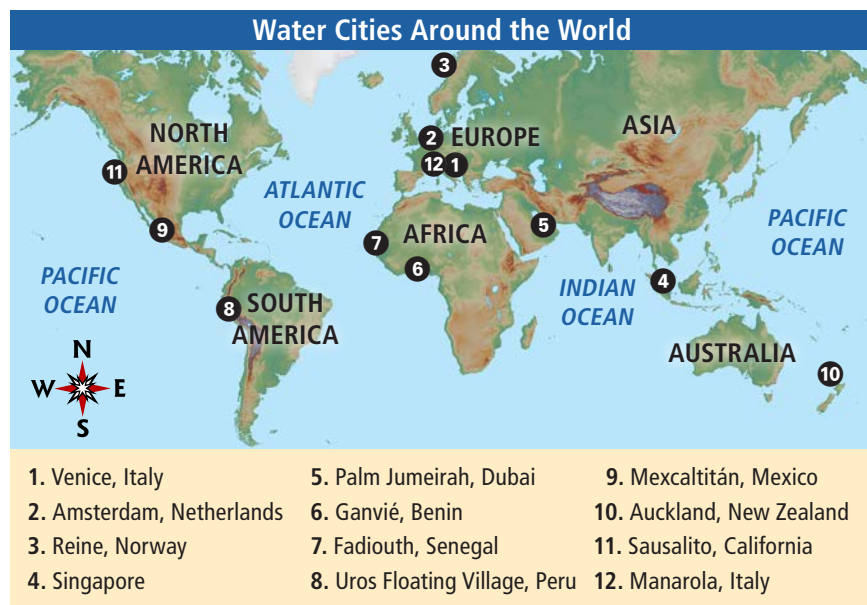 Water Cities Around the World
3
NORTH
AMERICA
2
EUROPE
ASIA
11
12
1
ATLANTIC
OCEAN
9
7
AFRICA
5
PACIFIC
OCEAN
6
PACIFIC
OCEAN
8
SOUTH
AMERICA
INDIAN
OCEAN
4
AUSTRALIA
10
N
W
E
S
1. Venice, Italy
2. Amsterdam, Netherlands
3. Reine, Norway
4. Singapore
5. Palm Jumeirah, Dubai
6. Ganvié, Benin
7. Fadiouth, Senegal
8. Uros Floating Village, Peru
9. Mexcaltitán, Mexico
10. Auckland, New Zealand
11. Sausalito, California
12. Manarola, Italy